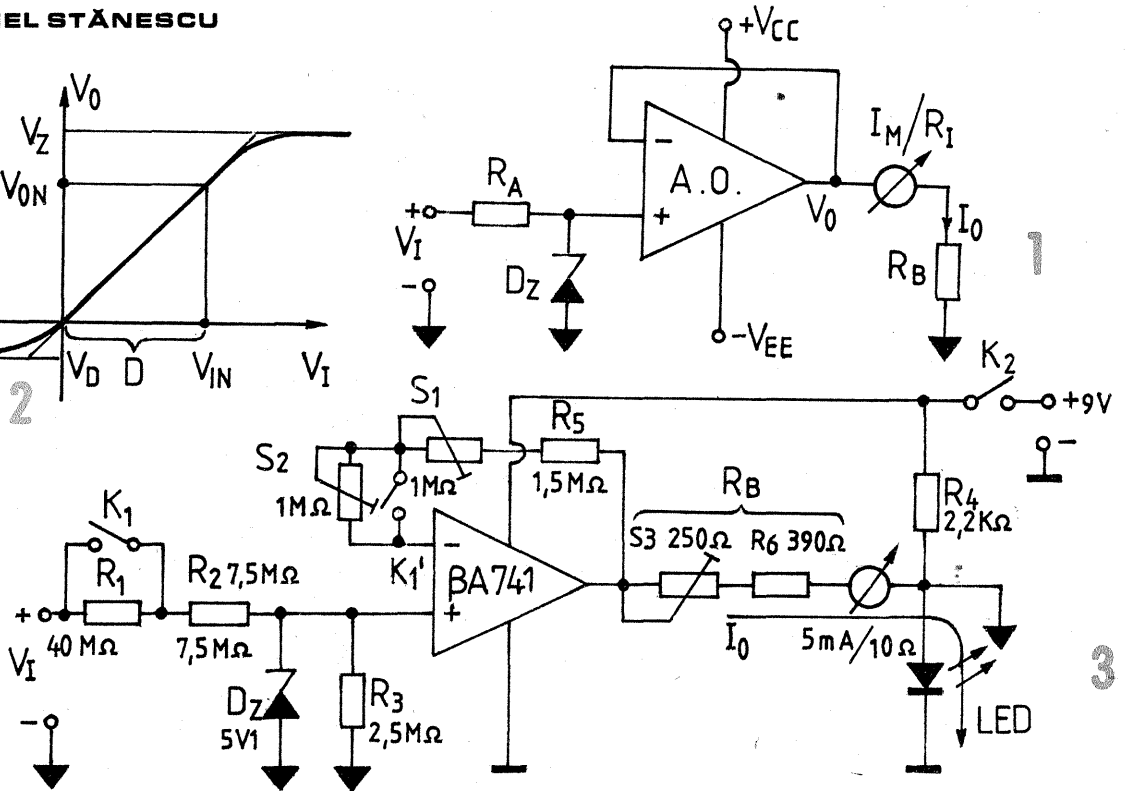 EL STĂNESCU
V0
VZ
V0N
VD
D
VIN
VI
2
+VCC
RA
+
VI
-
DZ
-
A.O.
+
V0
IM/RI
I0
RB
-VEE
1
S1
S2
1MΩ
1MΩ
R5
1,5MΩ
K1'
K1
R1
40 MΩ
R2 7,5MΩ
7,5MΩ
+
VI
-
DZ
5V1
R3
2,5MΩ
-
βA741
+
RB
S3 250Ω
R6 390Ω
I0
5mA/10Ω
K2
+9V
-
R4
2,2KΩ
LED
3